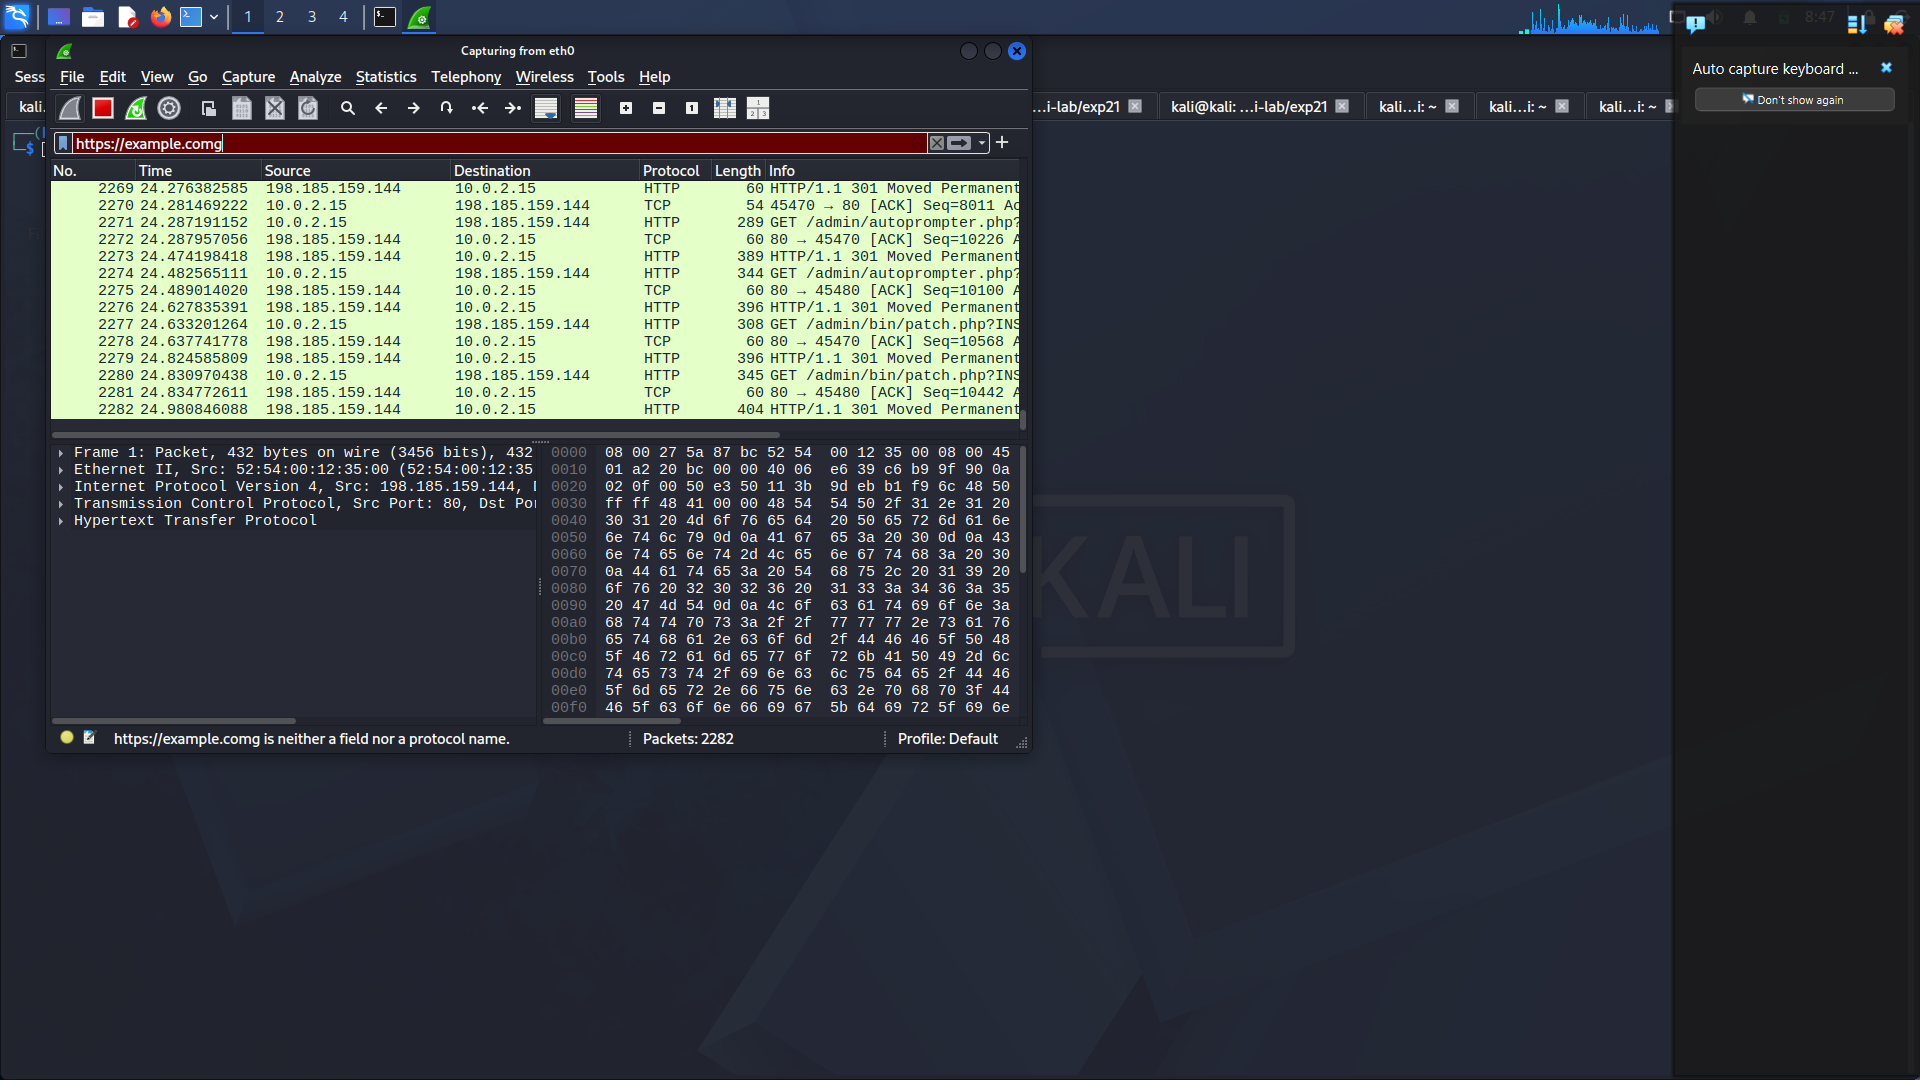 1 2 3 4
8:47
Capturing from eth0
Sess
File Edit View Go Capture Analyze Statistics Telephony Wireless Tools Help
Auto capture keyboard ...
Don't show again
kali.
...i-lab/exp21 kali@kali: ...i-lab/exp21 kali...i: ~ kali...i: ~ kali...i: ~
https://example.comg
No. Time Source Destination Protocol Length Info
2269 24.276382585 198.185.159.144 10.0.2.15 HTTP 60 HTTP/1.1 301 Moved Permanent
2270 24.281469222 10.0.2.15 198.185.159.144 TCP 54 45470 → 80 [ACK] Seq=8011 Ac
2271 24.287191152 10.0.2.15 198.185.159.144 HTTP 289 GET /admin/autoprompter.php?
2272 24.287957056 198.185.159.144 10.0.2.15 TCP 60 80 → 45470 [ACK] Seq=10226 A
2273 24.474198418 198.185.159.144 10.0.2.15 HTTP 389 HTTP/1.1 301 Moved Permanent
2274 24.482565111 10.0.2.15 198.185.159.144 HTTP 344 GET /admin/autoprompter.php?
2275 24.489014020 198.185.159.144 10.0.2.15 TCP 60 80 → 45480 [ACK] Seq=10100 A
2276 24.627835391 198.185.159.144 10.0.2.15 HTTP 396 HTTP/1.1 301 Moved Permanent
2277 24.633201264 10.0.2.15 198.185.159.144 HTTP 308 GET /admin/bin/patch.php?INS
2278 24.637741778 198.185.159.144 10.0.2.15 TCP 60 80 → 45470 [ACK] Seq=10568 A
2279 24.824585809 198.185.159.144 10.0.2.15 HTTP 396 HTTP/1.1 301 Moved Permanent
2280 24.830970438 10.0.2.15 198.185.159.144 HTTP 345 GET /admin/bin/patch.php?INS
2281 24.834772611 198.185.159.144 10.0.2.15 TCP 60 80 → 45480 [ACK] Seq=10442 A
2282 24.980846088 198.185.159.144 10.0.2.15 HTTP 404 HTTP/1.1 301 Moved Permanent
Frame 1: Packet, 432 bytes on wire (3456 bits), 432
Ethernet II, Src: 52:54:00:12:35:00 (52:54:00:12:35
Internet Protocol Version 4, Src: 198.185.159.144, D
Transmission Control Protocol, Src Port: 80, Dst Por
Hypertext Transfer Protocol
0000 08 00 27 5a 87 bc 52 54 00 12 35 00 08 00 45
0010 01 a2 20 bc 00 00 40 06 e6 39 c6 b9 9f 90 0a
0020 02 0f 00 50 e3 50 11 3b 9d eb b1 f9 6c 48 50
0030 ff ff 48 41 00 00 48 54 54 50 2f 31 2e 31 20
0040 30 31 20 4d 6f 76 65 64 20 50 65 72 6d 61 6e
0050 6e 74 6c 79 0d 0a 41 67 65 3a 20 30 0d 0a 43
0060 6e 74 65 6e 74 2d 4c 65 6e 67 74 68 3a 20 30
0070 0a 44 61 74 65 3a 20 54 68 75 2c 20 31 39 20
0080 6f 76 20 32 30 32 36 20 31 33 3a 34 36 3a 35
0090 20 47 4d 54 0d 0a 4c 6f 63 61 74 69 6f 6e 3a
00a0 68 74 74 70 73 3a 2f 2f 77 77 77 2e 73 61 76
00b0 65 74 68 61 2e 63 6f 6d 2f 44 46 46 5f 50 48
00c0 5f 46 72 61 6d 65 77 6f 72 6b 41 50 49 2d 6c
00d0 74 65 73 74 2f 69 6e 63 6c 75 64 65 2f 44 46
00e0 5f 6d 65 72 2e 66 75 6e 63 2e 70 68 70 3f 44
00f0 46 5f 63 6f 6e 66 69 67 5b 64 69 72 5f 69 6e
KALI
https://example.comg is neither a field nor a protocol name.
Packets: 2282
Profile: Default